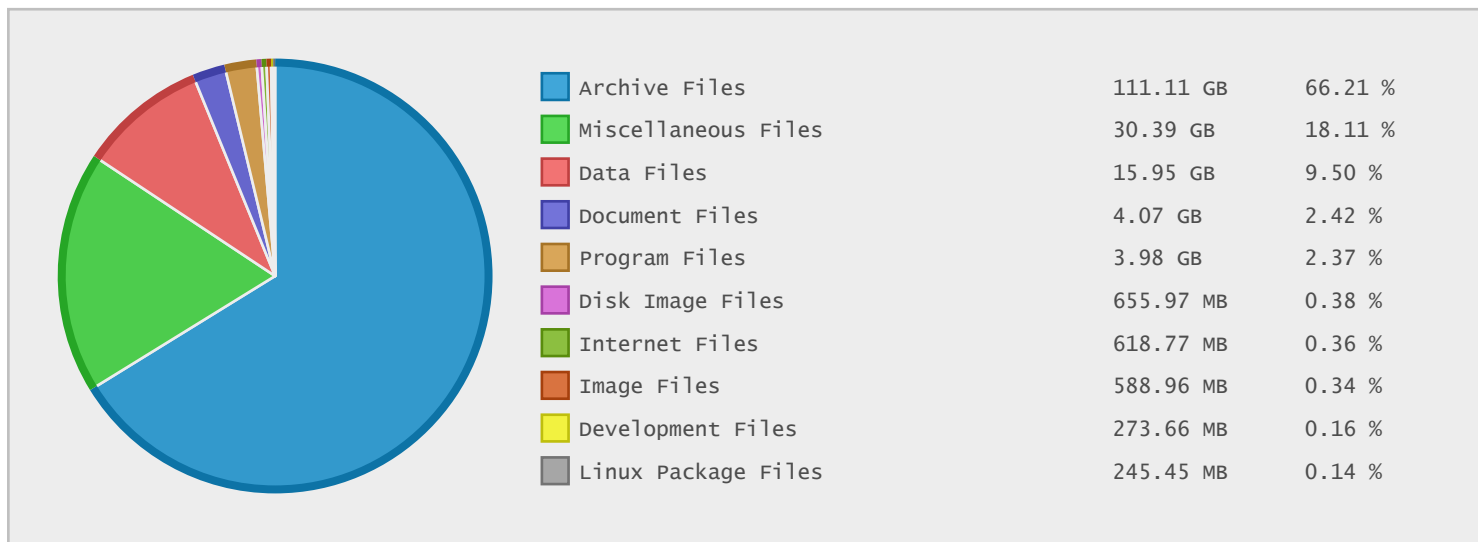 Archive Files 111.11 GB 66.21 %
Miscellaneous Files 30.39 GB 18.11 %
Data Files 15.95 GB 9.50 %
Document Files 4.07 GB 2.42 %
Program Files 3.98 GB 2.37 %
Disk Image Files 655.97 MB 0.38 %
Internet Files 618.77 MB 0.36 %
Image Files 588.96 MB 0.34 %
Development Files 273.66 MB 0.16 %
Linux Package Files 245.45 MB 0.14 %